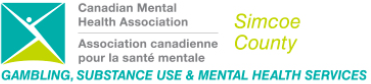 Canadian Mental
Health Association
Association canadienne
pour la santé mentale
Simcoe
County
GAMBLING, SUBSTANCE USE & MENTAL HEALTH SERVICES